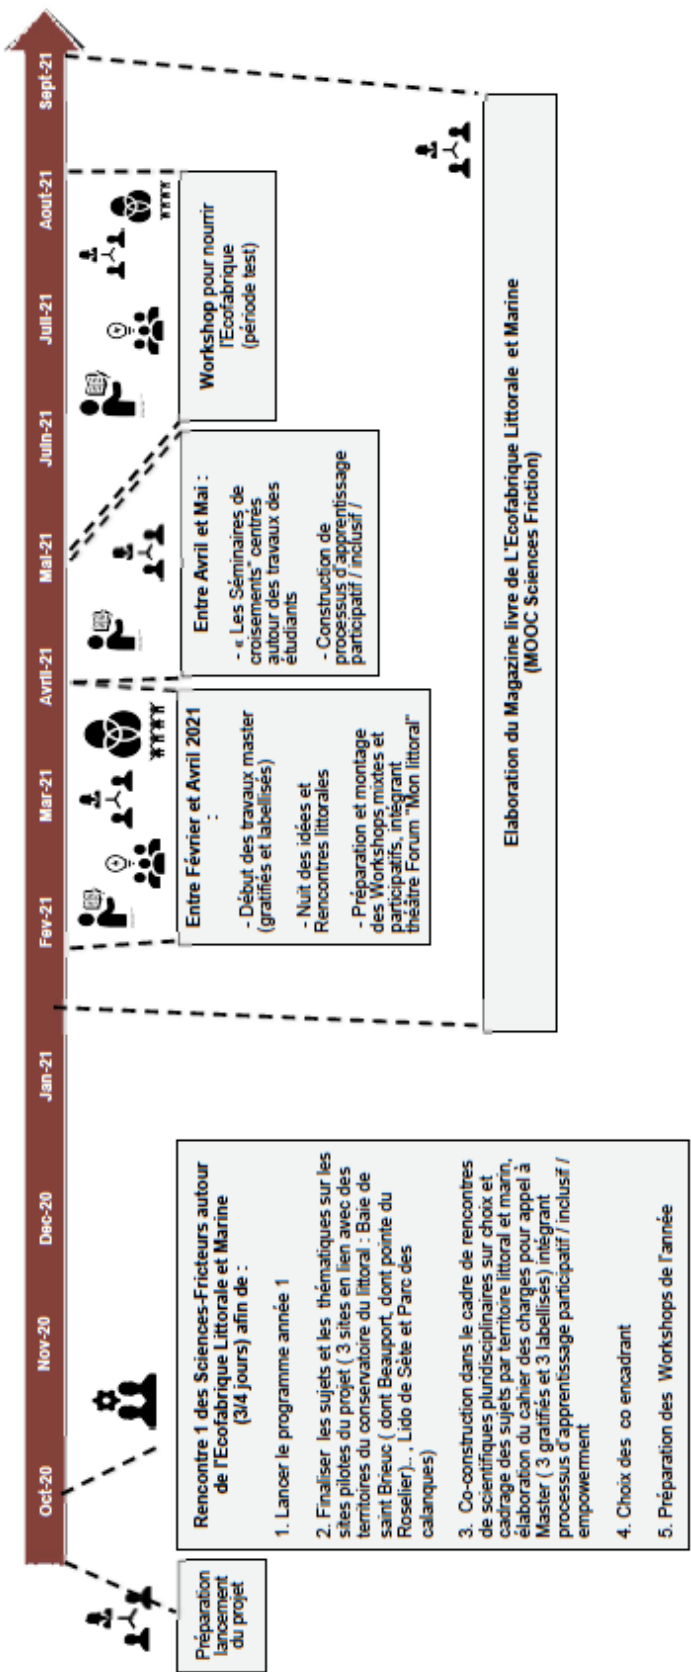 Oct-20
Nov-20
Dec-20
Jan-21
Fev-21
Mar-21
Avril-21
Mai-21
Juin-21
Juil-21
Aout-21
Sept-21
Préparation
lancement
du projet
Rencontre 1 des Sciences-Fricteurs autour
de l'Ecofabrique Littorale et Marine
(3/4 jours) afin de :
1. Lancer le programme année 1
2. Finaliser les sujets et les thématiques sur les
sites pilotes du projet ( 3 sites en lien avec des
territoires du conservatoire du littoral : Baie de
saint Brieuc ( dont Beauport, dont pointe du
Roselier).. , Lido de Sète et Parc des
calanques)
3. Co-construction dans le cadre de rencontres
de scientifiques pluridisciplinaires sur choix et
cadrage des sujets par territoire littoral et marin,
élaboration du cahier des charges pour appel à
Master ( 3 gratifiés et 3 labellisés) intégrant
processus d'apprentissage participatif / inclusif /
empowerment
4. Choix des co encadrant
5. Préparation des Workshops de l'année
Entre Février et Avril 2021
:
- Début des travaux master
(gratifiés et labellisés)
- Nuit des idées et
Rencontres littorales
- Préparation et montage
des Workshops mixtes et
participatifs, intégrant
théâtre Forum "Mon littoral"
Entre Avril et Mai :
- « Les Séminaires de
croisements" centrés
autour des travaux des
étudiants
- Construction de
processus d'apprentissage
participatif / inclusif /
Workshop pour nourrir
l'Ecofabrique
(période test)
Elaboration du Magazine livre de L'Ecofabrique Littorale et Marine
(MOOC Sciences Friction)